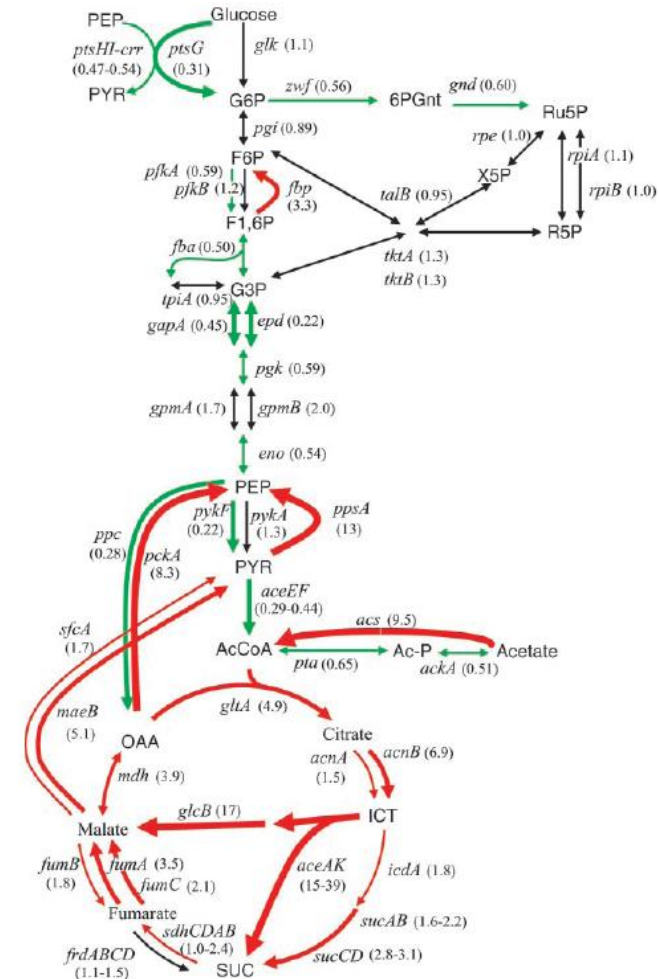 PEP
Glucose
ptsHI-crr
(0.47-0.54)
ptsG
(0.31)
glk (1.1)
PYR
G6P
zwf (0.56)
6PGnt
gnd (0.60)
Ru5P
pgi (0.89)
rpe (1.0)
rpiA (1.1)
F6P
pfkA (0.59)
pfkB (1.2)
fbp
(3.3)
X5P
talB (0.95)
rpiB (1.0)
F1,6P
R5P
fba (0.50)
tktA (1.3)
tktB (1.3)
G3P
tpiA (0.95)
gapA (0.45)
epd (0.22)
pgk (0.59)
gpmA (1.7)
gpmB (2.0)
eno (0.54)
PEP
ppc
(0.28)
pckA
(8.3)
pykF
(0.22)
pykA
(1.3)
ppsA
(13)
PYR
sfcA
(1.7)
aceEF
(0.29-0.44)
acs (9.5)
AcCoA
pta (0.65)
Ac-P
ackA (0.51)
Acetate
maeB
(5.1)
gltA (4.9)
OAA
Citrate
mdh (3.9)
acnA
(1.5)
acnB (6.9)
glcB (17)
ICT
Malate
fumB
(1.8)
fumA (3.5)
fumC (2.1)
aceAK
(15-39)
icdA (1.8)
Fumarate
sucAB (1.6-2.2)
sdhCDAB
(1.0-2.4)
frdABCD
(1.1-1.5)
sucCD (2.8-3.1)
SUC